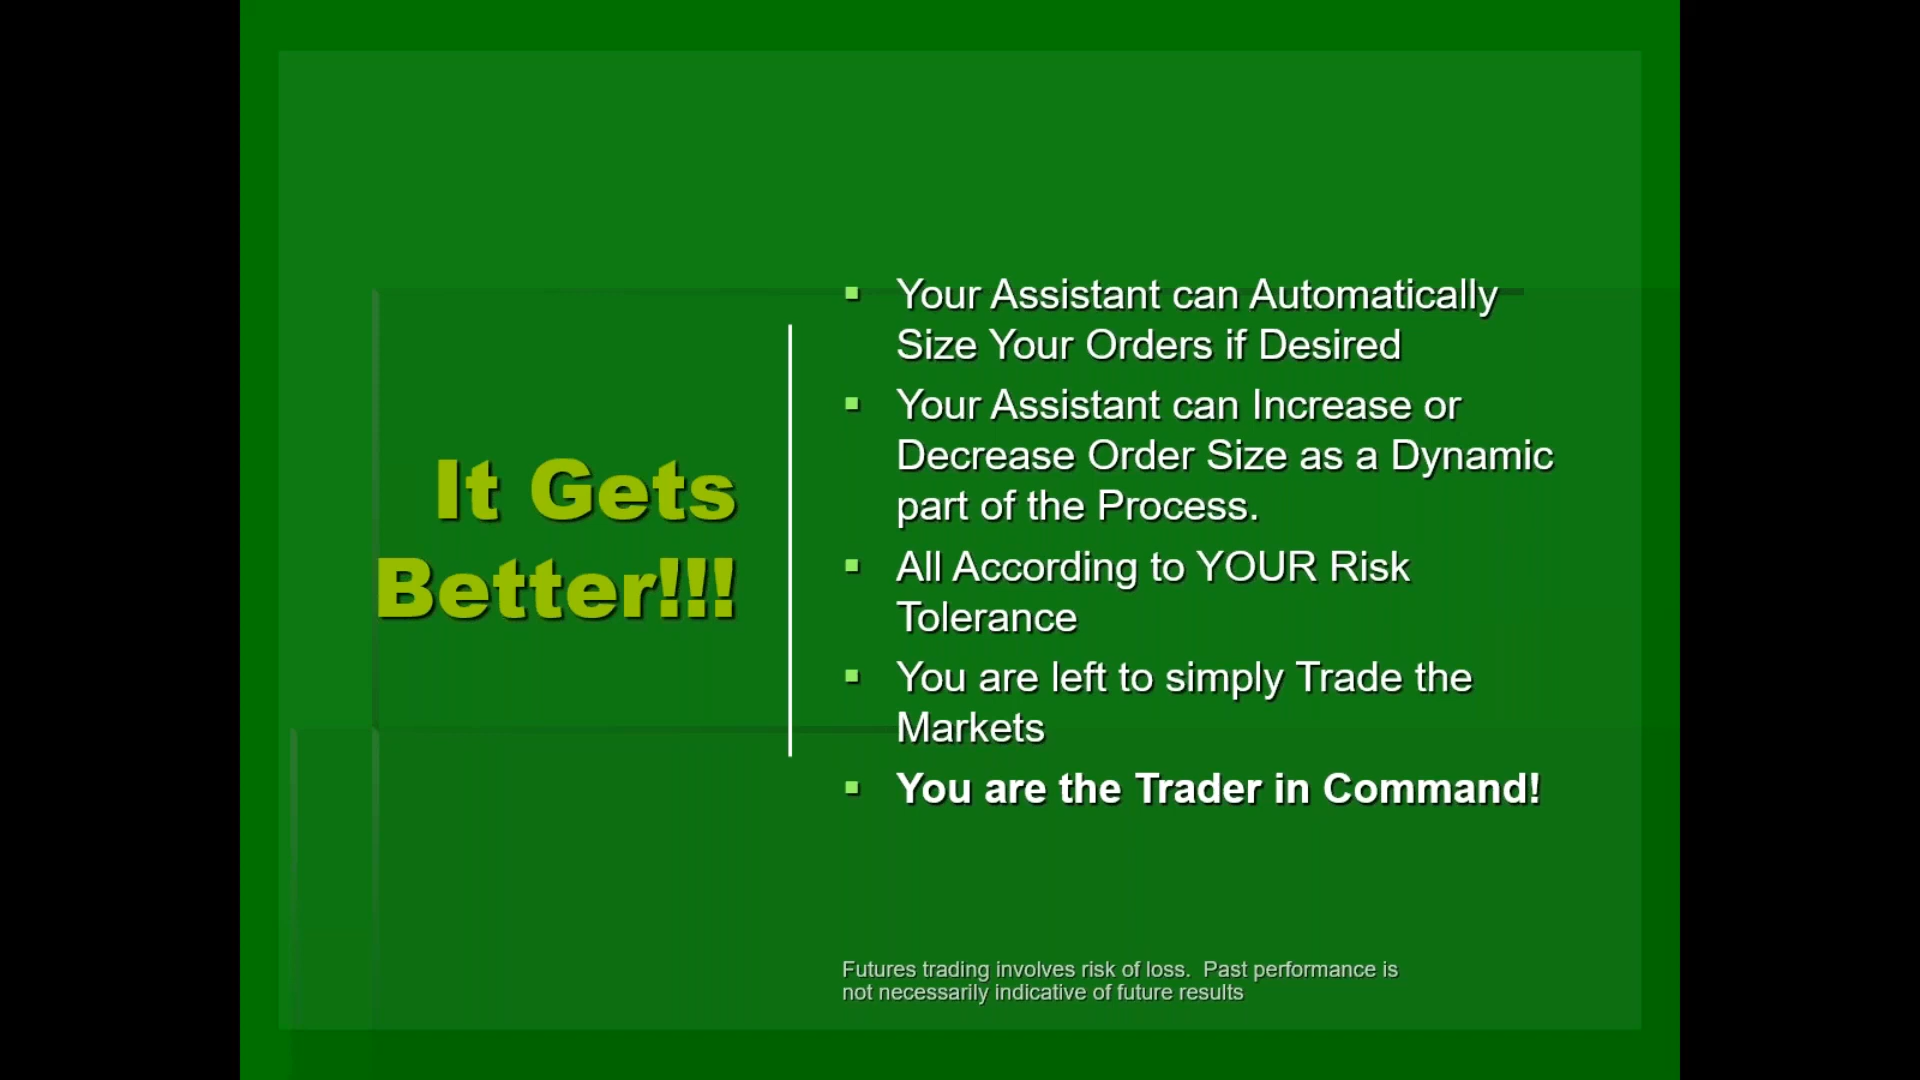 It Gets
Better!!!
Your Assistant can Automatically
Size Your Orders if Desired
Your Assistant can Increase or
Decrease Order Size as a Dynamic
part of the Process.
All According to YOUR Risk
Tolerance
You are left to simply Trade the
Markets
You are the Trader in Command!
Futures trading involves risk of loss.  Past performance is
not necessarily indicative of future results